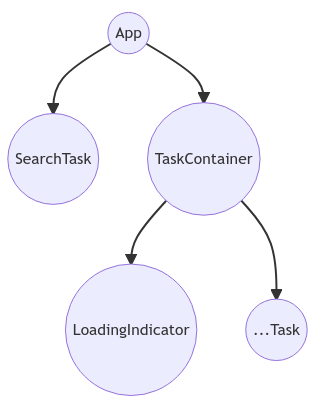 App
SearchTask
TaskContainer
LoadingIndicator
...Task